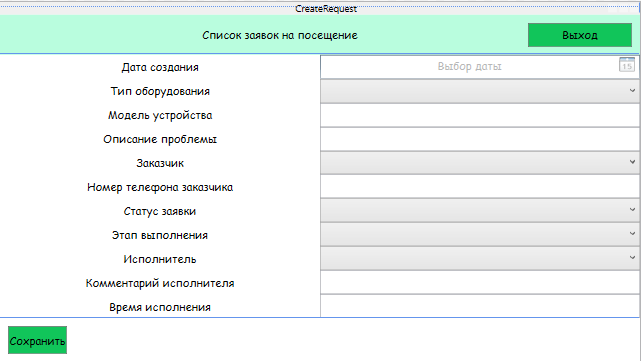 CreateRequest
Список заявок на посещение
Выход
Дата создания
Выбор даты
15
Тип оборудования
Модель устройства
Описание проблемы
Заказчик
Номер телефона заказчика
Статус заявки
Этап выполнения
Исполнитель
Комментарий исполнителя
Время исполнения
Сохранить